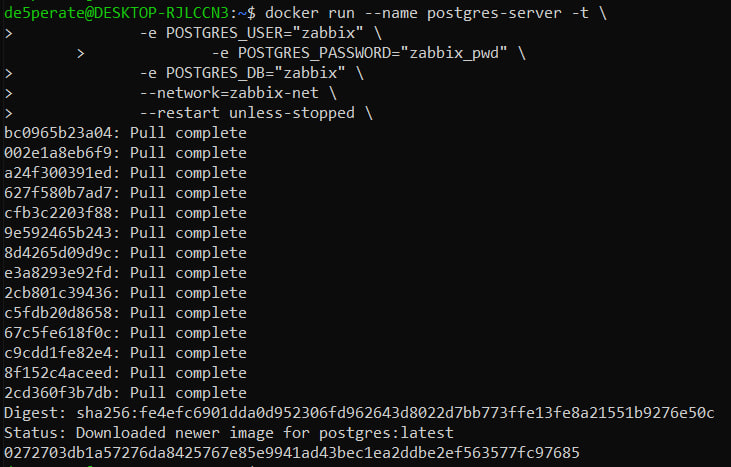 de5perate@DESKTOP-RJLCCN3:~$ docker run --name postgres-server -t \
>             -e POSTGRES_USER="zabbix" \
        >             -e POSTGRES_PASSWORD="zabbix_pwd" \
>             -e POSTGRES_DB="zabbix" \
>             --network=zabbix-net \
>             --restart unless-stopped \
bc0965b23a04: Pull complete
002e1a8eb6f9: Pull complete
a24f300391ed: Pull complete
627f580b7ad7: Pull complete
cfb3c2203f88: Pull complete
9e592465b243: Pull complete
8d4265d09d9c: Pull complete
e3a8293e92fd: Pull complete
2cb801c39436: Pull complete
c5fdb20d8658: Pull complete
67c5fe618f0c: Pull complete
c9cdd1fe82e4: Pull complete
8f152c4aceed: Pull complete
2cd360f3b7db: Pull complete
Digest: sha256:fe4efc6901dda0d952306fd962643d8022d7bb773ffe13fe8a21551b9276e50c
Status: Downloaded newer image for postgres:latest
0272703db1a57276da8425767e85e9941ad43bec1ea2ddbe2ef563577fc97685